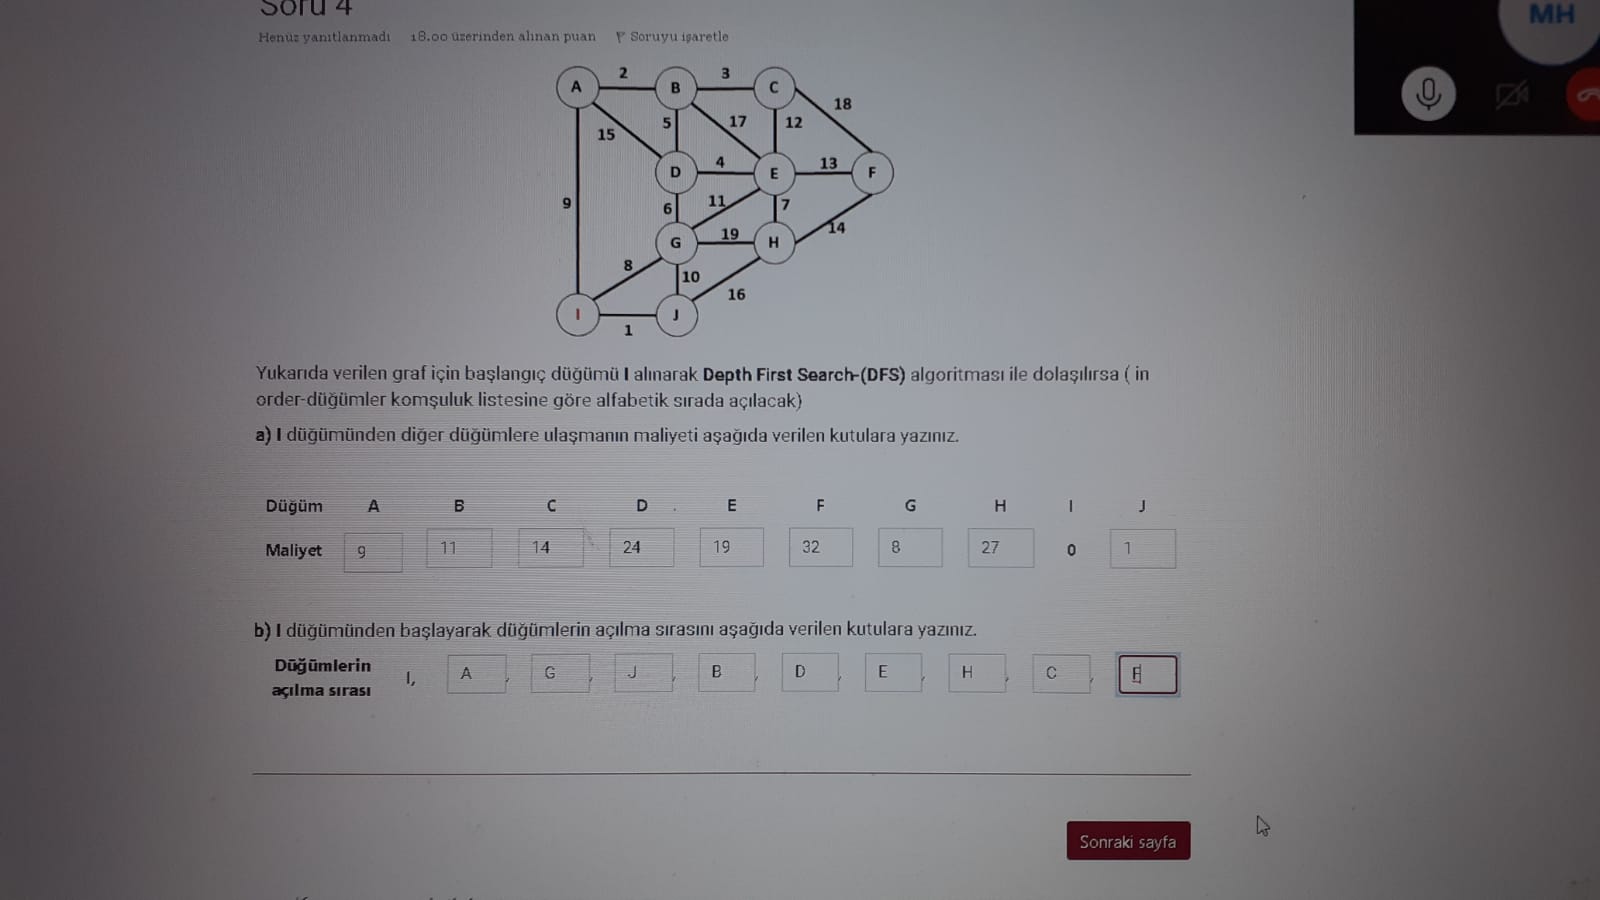 Soru 4
Henüz yanıtlanmadı 18.00 üzerinden alınan puan Soruyu işaretle
MH
A 2 B 3 C
18
15 5 17 12
D 4 E 13 F
9 6 11 7
G 19 H 14
8 10
16
I 1 J
Yukarıda verilen graf için başlangıç düğümü I alınarak Depth First Search-(DFS) algoritması ile dolaşılırsa ( in
order-düğümler komşuluk listesine göre alfabetik sırada açılacak)
a) I düğümünden diğer düğümlere ulaşmanın maliyeti aşağıda verilen kutulara yazınız.
Düğüm A B C D E F G H I J
Maliyet 9 11 14 24 19 32 8 27 0 1
b) I düğümünden başlayarak düğümlerin açılma sırasını aşağıda verilen kutulara yazınız.
Düğümlerin
açılma sırası I, A , G , J , B , D , E , H , C , F
Sonraki sayfa